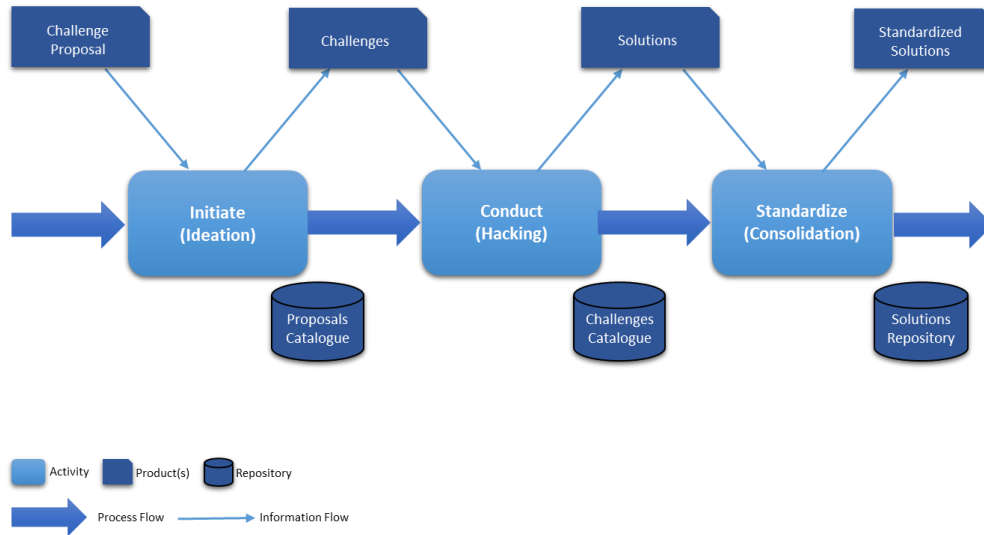 Challenge
Proposal
Challenges
Solutions
Standardized
Solutions
Initiate
(Ideation)
Conduct
(Hacking)
Standardize
(Consolidation)
Proposals
Catalogue
Challenges
Catalogue
Solutions
Repository
Activity
Product(s)
Repository
Process Flow
Information Flow